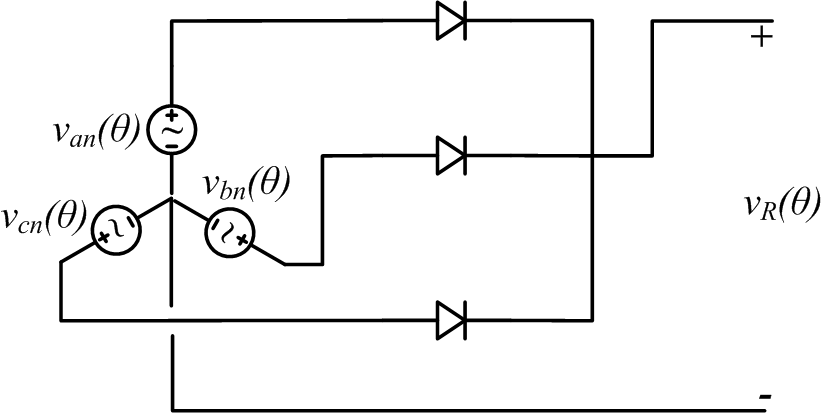 +
v_an(θ)
+
~
-
v_bn(θ)
v_cn(θ)
- ~ +
+ ~ -
v_R(θ)
-